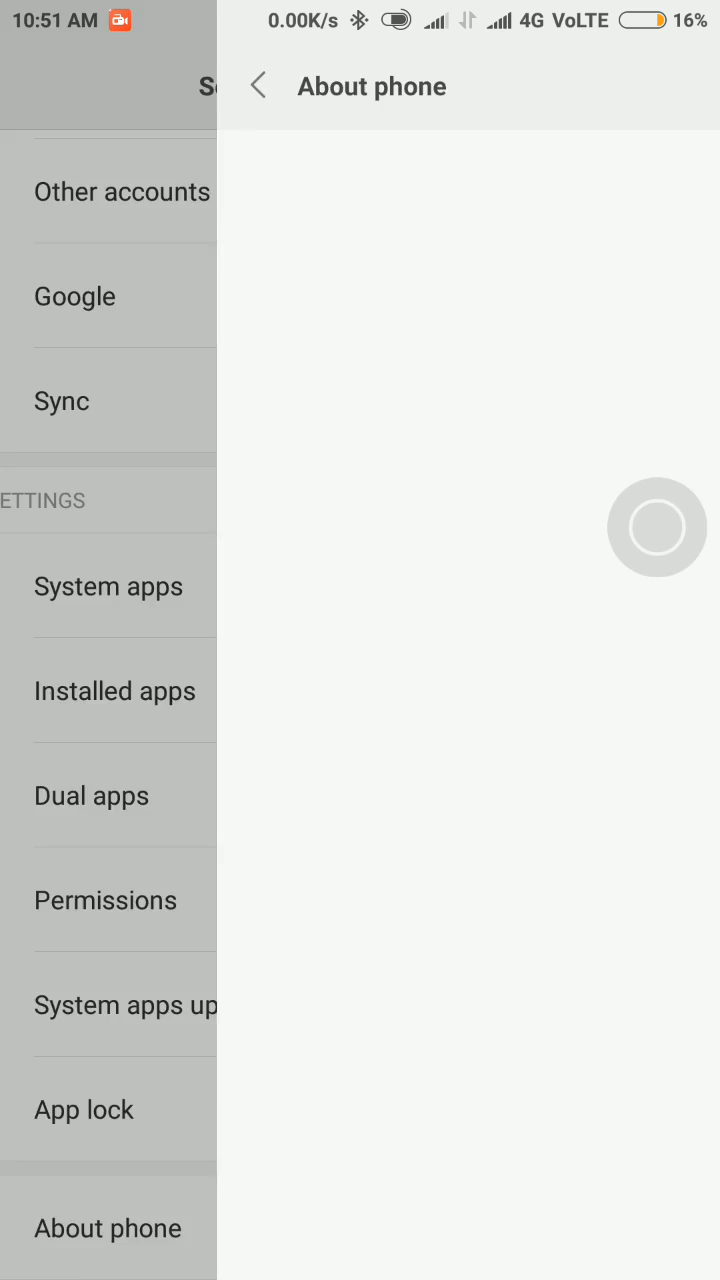 10:51 AM 0.00K/s 4G VoLTE 16%
About phone
Other accounts
Google
Sync
ETTINGS
System apps
Installed apps
Dual apps
Permissions
System apps up
App lock
About phone